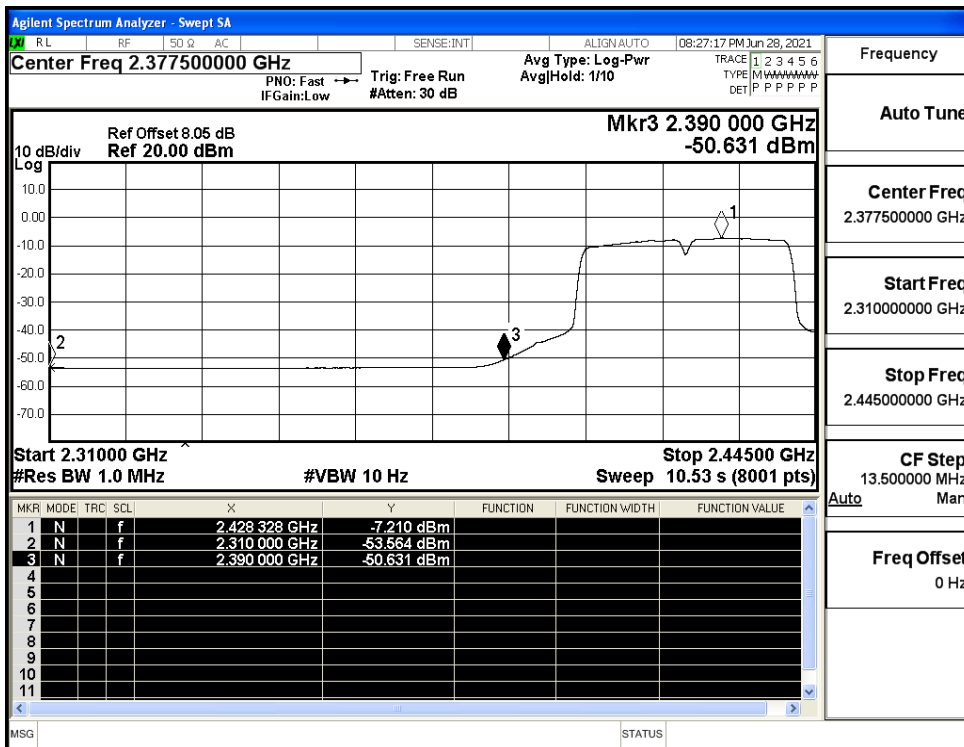 Agilent Spectrum Analyzer - Swept SA
LXI RL RF 50 Ω AC SENSE:INT ALIGN AUTO 08:27:17 PM Jun 28, 2021
Center Freq 2.377500000 GHz
PNO: Fast
IFGain:Low
Trig: Free Run
#Atten: 30 dB
Avg Type: Log-Pwr
Avg|Hold: 1/10
TRACE 1 2 3 4 5 6
TYPE MWWWWW
DET P P P P P P
Ref Offset 8.05 dB
10 dB/div Ref 20.00 dBm
Log
Mkr3 2.390 000 GHz
-50.631 dBm
10.0
0.00
-10.0
-20.0
-30.0
-40.0
-50.0
-60.0
-70.0
1
2
3
Start 2.31000 GHz Stop 2.44500 GHz
#Res BW 1.0 MHz #VBW 10 Hz Sweep 10.53 s (8001 pts)
MKR MODE TRC SCL X Y FUNCTION FUNCTION WIDTH FUNCTION VALUE
1 N f 2.428 328 GHz -7.210 dBm
2 N f 2.310 000 GHz -53.564 dBm
3 N f 2.390 000 GHz -50.631 dBm
4
5
6
7
8
9
10
11
MSG STATUS
Frequency
Auto Tune
Center Freq
2.377500000 GHz
Start Freq
2.310000000 GHz
Stop Freq
2.445000000 GHz
CF Step
13.500000 MHz
Auto Man
Freq Offset
0 Hz